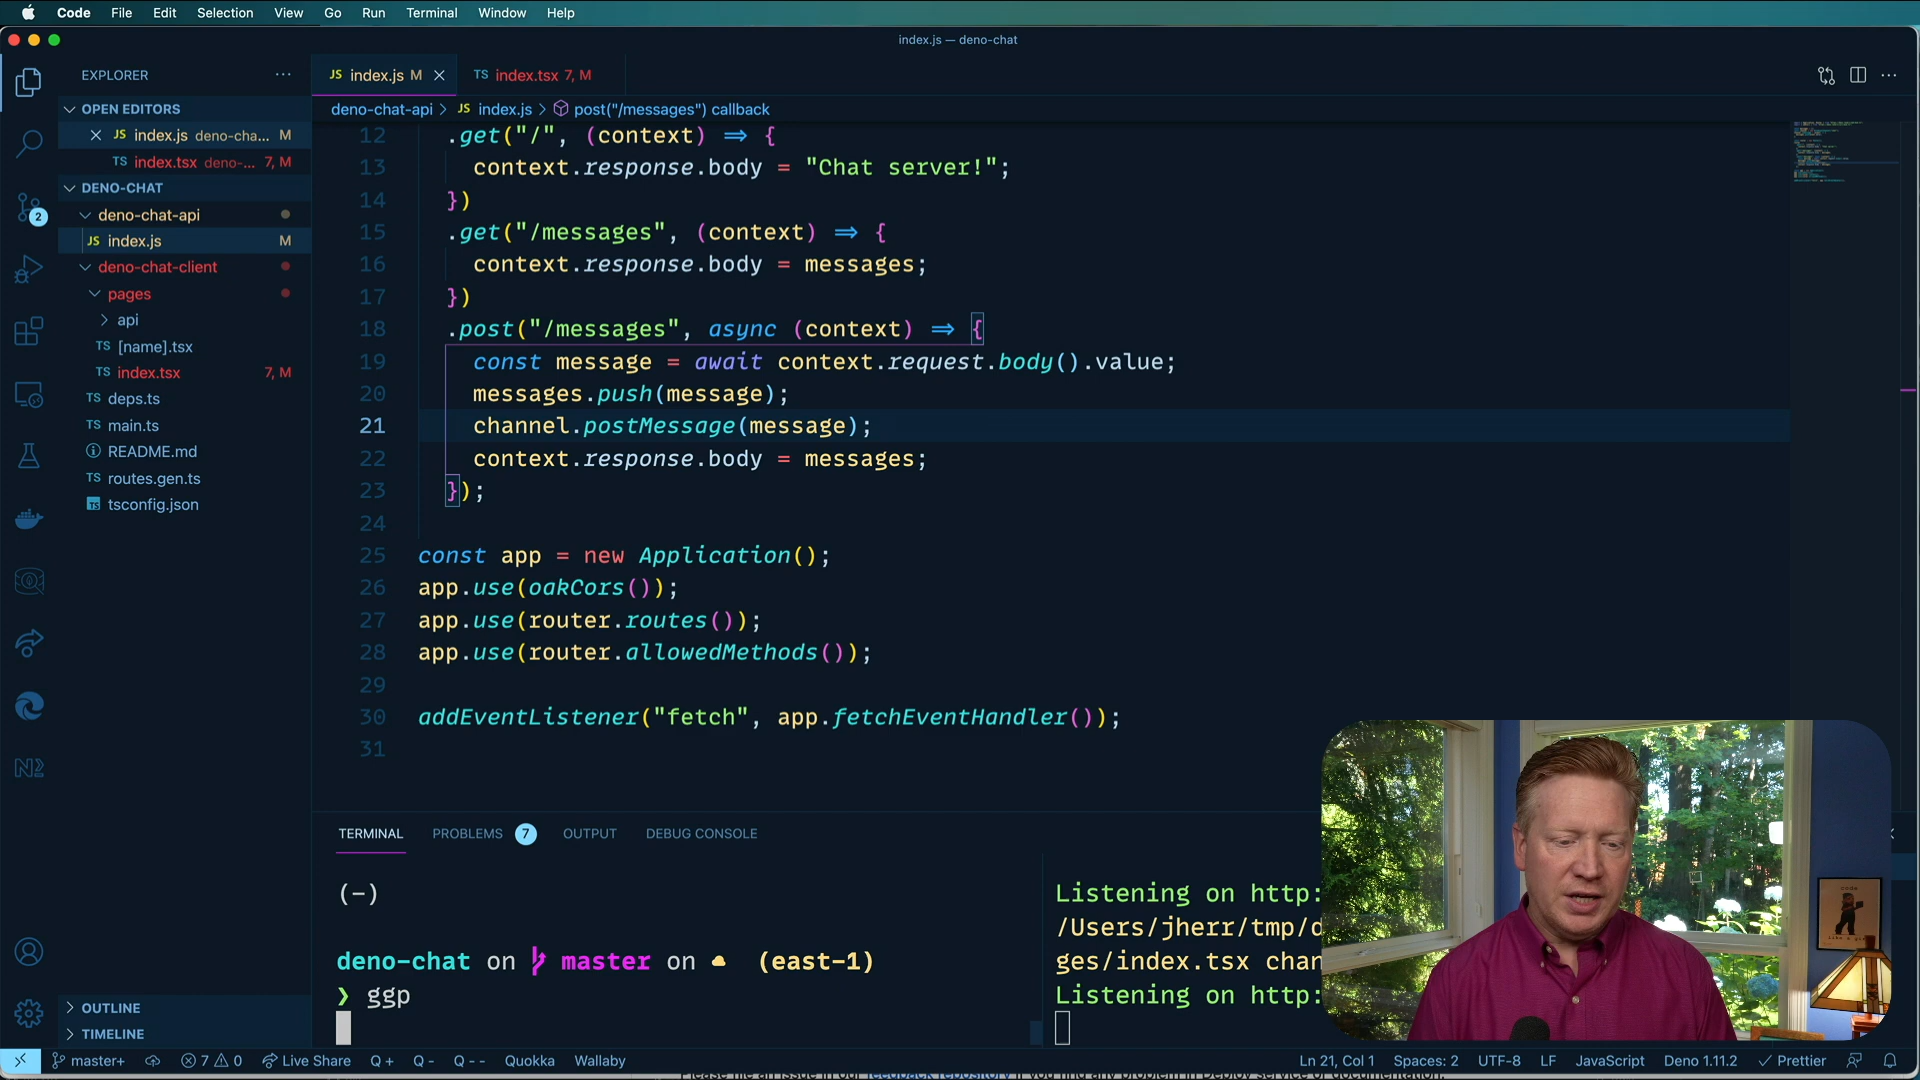 Code File Edit Selection View Go Run Terminal Window Help
index.js — deno-chat
EXPLORER
OPEN EDITORS
JS index.js deno-cha... M
TS index.tsx deno-... 7, M
DENO-CHAT
deno-chat-api
JS index.js M
deno-chat-client
pages
api
TS [name].tsx
TS index.tsx 7, M
TS deps.ts
TS main.ts
README.md
TS routes.gen.ts
TS tsconfig.json
OUTLINE
TIMELINE
2
JS index.js M
TS index.tsx 7, M
deno-chat-api > JS index.js > post("/messages") callback
12 .get("/", (context) ⇒ {
13 context.response.body = "Chat server!";
14 })
15 .get("/messages", (context) ⇒ {
16 context.response.body = messages;
17 })
18 .post("/messages", async (context) ⇒ {
19 const message = await context.request.body().value;
20 messages.push(message);
21 channel.postMessage(message);
22 context.response.body = messages;
23 });
24
25 const app = new Application();
26 app.use(oakCors());
27 app.use(router.routes());
28 app.use(router.allowedMethods());
29
30 addEventListener("fetch", app.fetchEventHandler());
31
TERMINAL PROBLEMS 7 OUTPUT DEBUG CONSOLE
(-)
deno-chat on master on (east-1)
❯ ggp
Listening on http:
/Users/jherr/tmp/d
ges/index.tsx chan
Listening on http:
code
like a
master+ 7 0 Live Share Q + Q - Q - - Quokka Wallaby
Ln 21, Col 1 Spaces: 2 UTF-8 LF JavaScript Deno 1.11.2 Prettier